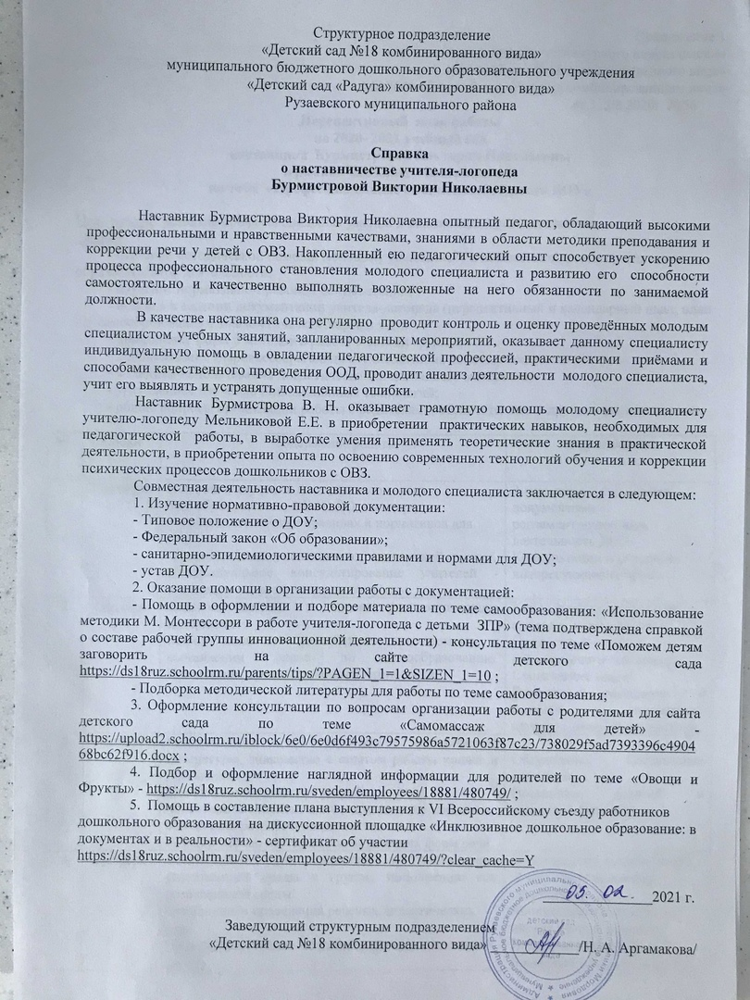 Структурное подразделение
«Детский сад №18 комбинированного вида»
муниципального бюджетного дошкольного образовательного учреждения
«Детский сад «Радуга» комбинированного вида»
Рузаевского муниципального района
Справка
о наставничестве учителя-логопеда
Бурмистровой Виктории Николаевны
Наставник Бурмистрова Виктория Николаевна опытный педагог, обладающий высокими
профессиональными и нравственными качествами, знаниями в области методики преподавания и
коррекции речи у детей с ОВЗ. Накопленный ею педагогический опыт способствует ускорению
процесса профессионального становления молодого специалиста и развитию его способности
самостоятельно и качественно выполнять возложенные на него обязанности по занимаемой
должности.
В качестве наставника она регулярно проводит контроль и оценку проведённых молодым
специалистом учебных занятий, запланированных мероприятий, оказывает данному специалисту
индивидуальную помощь в овладении педагогической профессией, практическими приёмами и
способами качественного проведения ООД, проводит анализ деятельности молодого специалиста,
учит его выявлять и устранять допущенные ошибки.
Наставник Бурмистрова В. Н. оказывает грамотную помощь молодому специалисту
учителю-логопеду Мельниковой Е.Е. в приобретении практических навыков, необходимых для
педагогической работы, в выработке умения применять теоретические знания в практической
деятельности, в приобретении опыта по освоению современных технологий обучения и коррекции
психических процессов дошкольников с ОВЗ.
Совместная деятельность наставника и молодого специалиста заключается в следующем:
1. Изучение нормативно-правовой документации:
- Типовое положение о ДОУ;
- Федеральный закон «Об образовании»;
- санитарно-эпидемиологическими правилами и нормами для ДОУ;
- устав ДОУ.
2. Оказание помощи в организации работы с документацией:
- Помощь в оформлении и подборе материала по теме самообразования: «Использование
методики М. Монтессори в работе учителя-логопеда с детьми ЗПР» (тема подтверждена справкой
о составе рабочей группы инновационной деятельности) - консультация по теме «Поможем детям
заговорить на сайте детского сада
https://ds18ruz.schoolrm.ru/parents/tips/?PAGEN_1=1&SIZEN_1=10 ;
- Подборка методической литературы для работы по теме самообразования;
3. Оформление консультации по вопросам организации работы с родителями для сайта
детского сада по теме «Самомассаж для детей» -
https://upload2.schoolrm.ru/iblock/6e0/6e0d6f493c79575986a5721063f87c23/738029f5ad7393396c4904
68bc62f916.docx ;
4. Подбор и оформление наглядной информации для родителей по теме «Овощи и
Фрукты» - https://ds18ruz.schoolrm.ru/sveden/employees/18881/480749/ ;
5. Помощь в составление плана выступления к VI Всероссийскому съезду работников
дошкольного образования на дискуссионной площадке «Инклюзивное дошкольное образование: в
документах и в реальности» - сертификат об участии
https://ds18ruz.schoolrm.ru/sveden/employees/18881/480749/?clear_cache=Y
05. 02. 2021 г.
Заведующий структурным подразделением
«Детский сад №18 комбинированного вида» /Н. А. Аргамакова/